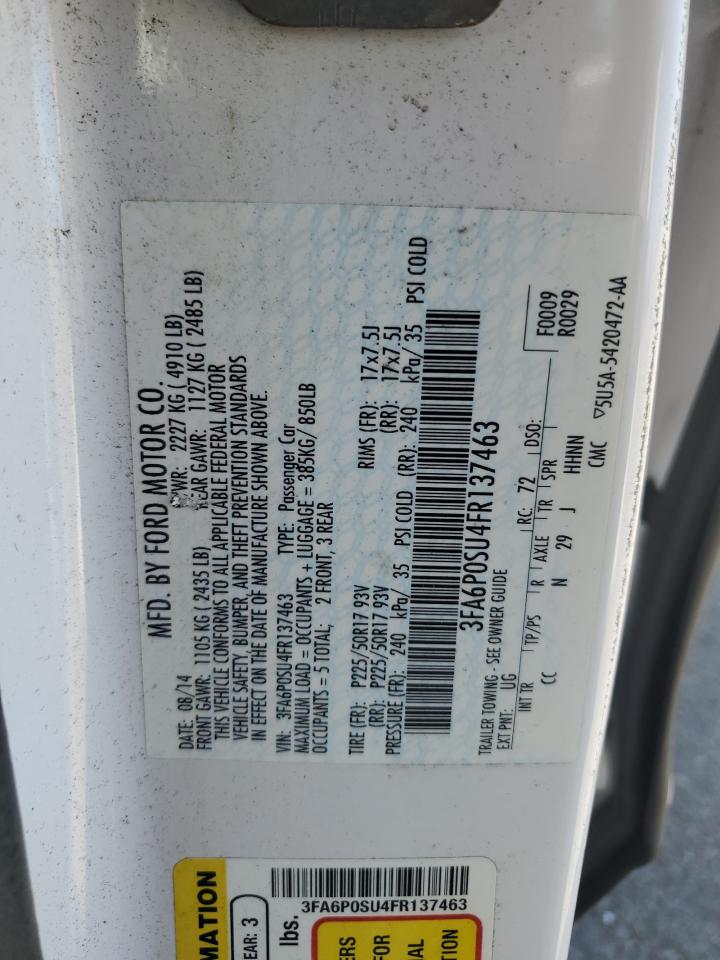 MFD. BY FORD MOTOR CO.
DATE: 08/14 GVWR: 2227 KG ( 4910 LB)
FRONT GAWR: 1105 KG ( 2435 LB) REAR GAWR: 1127 KG ( 2485 LB)
THIS VEHICLE CONFORMS TO ALL APPLICABLE FEDERAL MOTOR
VEHICLE SAFETY, BUMPER, AND THEFT PREVENTION STANDARDS
IN EFFECT ON THE DATE OF MANUFACTURE SHOWN ABOVE.
VIN: 3FA6P0SU4FR137463 TYPE: Passenger Car
MAXIMUM LOAD = OCCUPANTS + LUGGAGE = 385KG/ 850LB
OCCUPANTS = 5 TOTAL; 2 FRONT, 3 REAR
TIRE (FR): P225/50R17 93V RIMS (FR): 17x7.5J
(RR): P225/50R17 93V (RR): 17x7.5J
PRESSURE (FR): 240 kPa/ 35 PSI COLD (RR): 240 kPa/ 35 PSI COLD
3FA6P0SU4FR137463
TRAILER TOWING - SEE OWNER GUIDE
EXT PNT: UG RC: 72 DSO:
F0009
R0029
INT TR TP/PS R AXLE TR SPR
CC N 29 J HHNN
CMC
▽5U5A-5420472-AA
MATION
EAR: 3
lbs.
3FA6P0SU4FR137463
ERS
FOR
NAL
TION